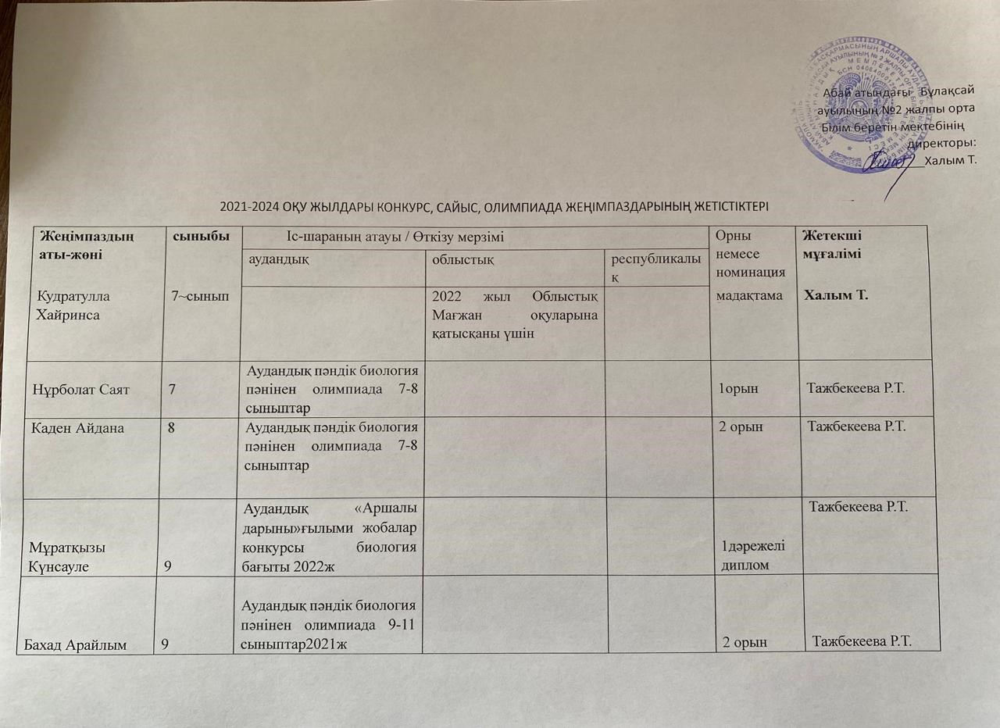 Абай атындағы Бұлақсай
ауылының №2 жалпы орта
Білім беретін мектебінің
директоры:
Халым Т.
2021-2024 ОҚУ ЖЫЛДАРЫ КОНКУРС, САЙЫС, ОЛИМПИАДА ЖЕҢІМПАЗДАРЫНЫҢ ЖЕТІСТІКТЕРІ
Жеңімпаздың
аты-жөні
сыныбы
Іс-шараның атауы / Өткізу мерзімі
Орны
немесе
номинация
Жетекші
мұғалімі
аудандық
облыстық
республикалы
қ
Кудратулла
Хайринса
7~сынып
2022 жыл Облыстық
Мағжан оқуларына
қатысқаны үшін
мадақтама
Халым Т.
Нұрболат Саят
7
Аудандық пәндік биология
пәнінен олимпиада 7-8
сыныптар
1орын
Тажбекеева Р.Т.
Каден Айдана
8
Аудандық пәндік биология
пәнінен олимпиада 7-8
сыныптар
2 орын
Тажбекеева Р.Т.
Мұратқызы
Күнсауле
9
Аудандық «Аршалы
дарыны»ғылыми жобалар
конкурсы биология
бағыты 2022ж
1дәрежелі
диплом
Тажбекеева Р.Т.
Бахад Арайлым
9
Аудандық пәндік биология
пәнінен олимпиада 9-11
сыныптар2021ж
2 орын
Тажбекеева Р.Т.